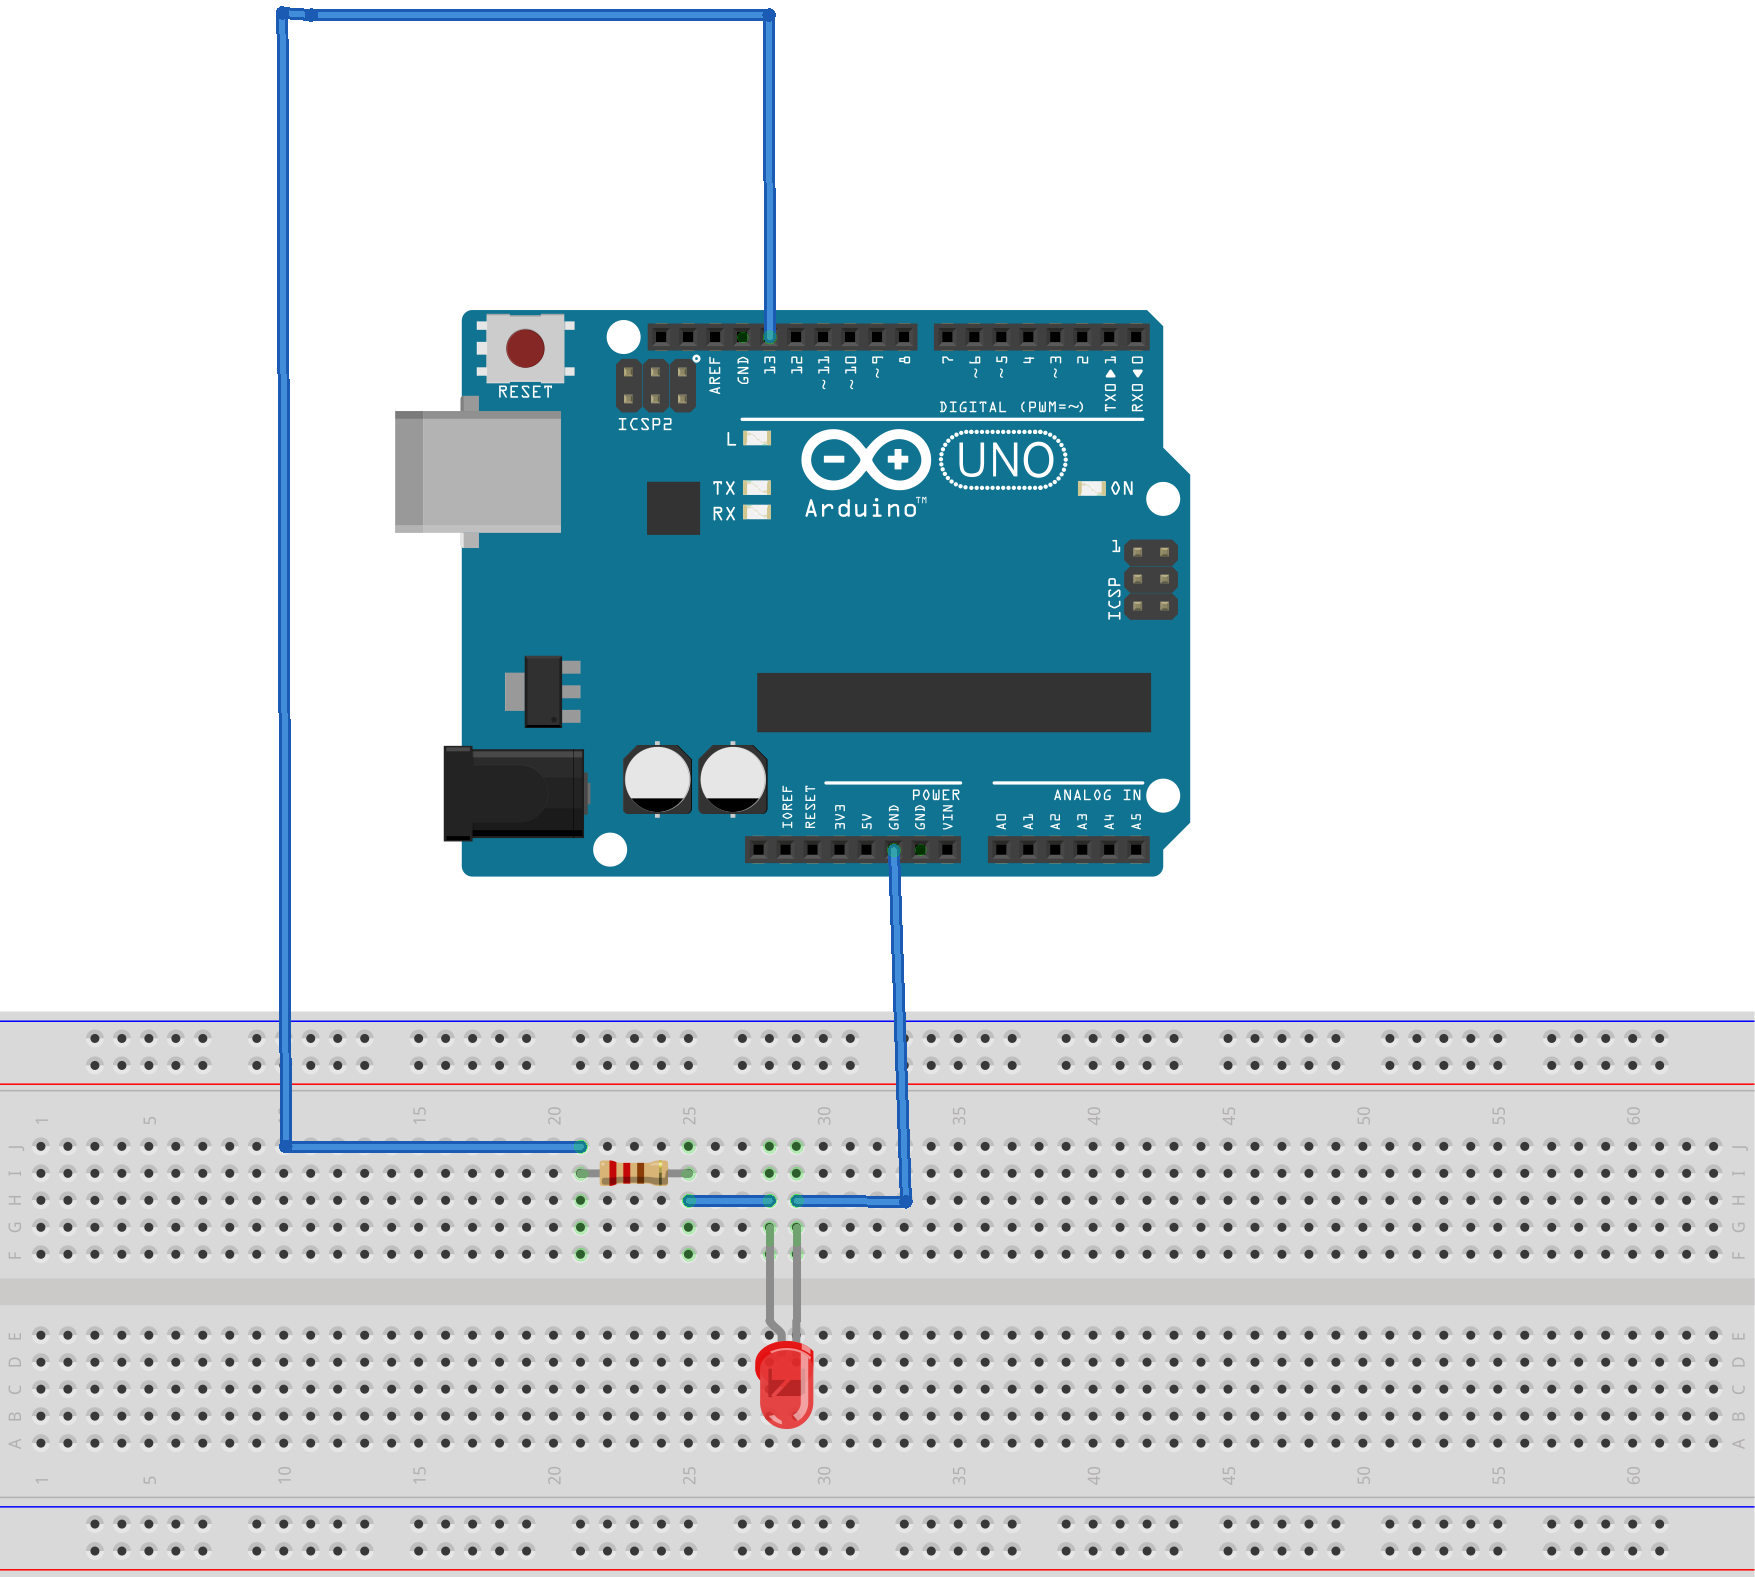 RESET
ICSP2
AREF
GND
13
12
~11
~10
~9
8
7
~6
~5
4
~3
2
TX0 ▶ 1
RX0 ◀ 0
DIGITAL (PWM=~)
L
TX
RX
UNO
Arduino™
ON
1
ICSP
IOREF
RESET
3V3
5V
GND
GND
VIN
POWER
A0
A1
A2
A3
A4
A5
ANALOG IN
1 5 10 15 20 25 30 35 40 45 50 55 60
J J
I I
H H
G G
F F
E E
D D
C C
B B
A A
1 5 10 15 20 25 30 35 40 45 50 55 60